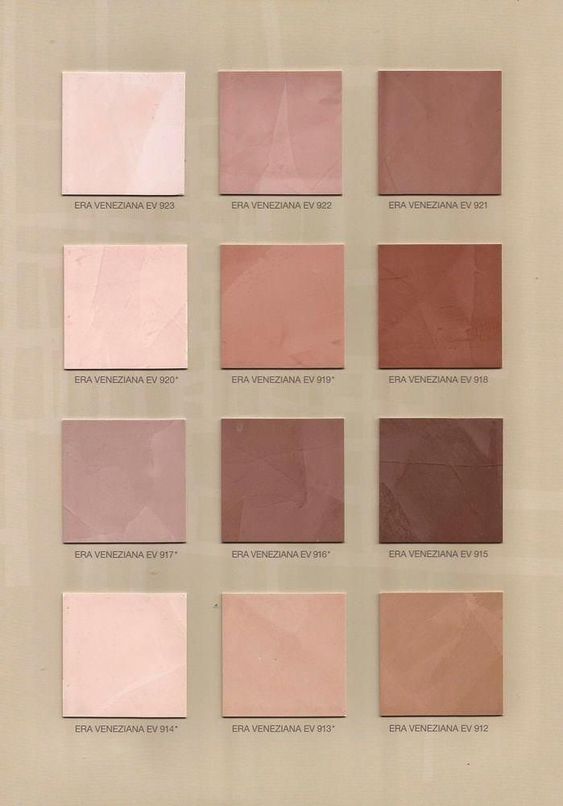 ERA VENEZIANA EV 923
ERA VENEZIANA EV 922
ERA VENEZIANA EV 921
ERA VENEZIANA EV 920*
ERA VENEZIANA EV 919*
ERA VENEZIANA EV 918
ERA VENEZIANA EV 917*
ERA VENEZIANA EV 916*
ERA VENEZIANA EV 915
ERA VENEZIANA EV 914*
ERA VENEZIANA EV 913*
ERA VENEZIANA EV 912